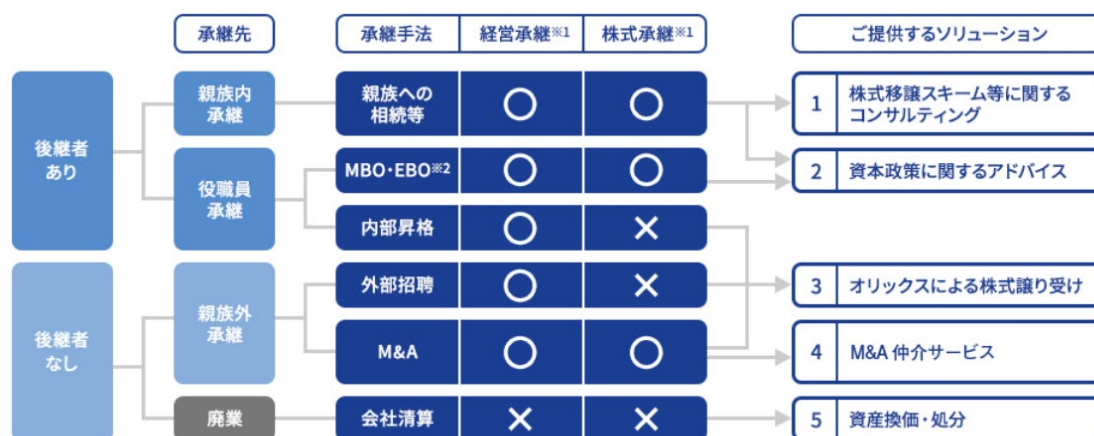 承継先
承継手法 経営承継※1 株式承継※1
ご提供するソリューション
後継者
あり
親族内
承継
親族への
相続等
○ ○
1 株式移譲スキーム等に関する
コンサルティング
役職員
承継
MBO・EBO※2 ○ ○
2 資本政策に関するアドバイス
内部昇格 ○ ×
後継者
なし
親族外
承継
外部招聘 ○ ×
3 オリックスによる株式譲り受け
M&A ○ ○
4 M&A 仲介サービス
廃業
会社清算 × ×
5 資産換価・処分